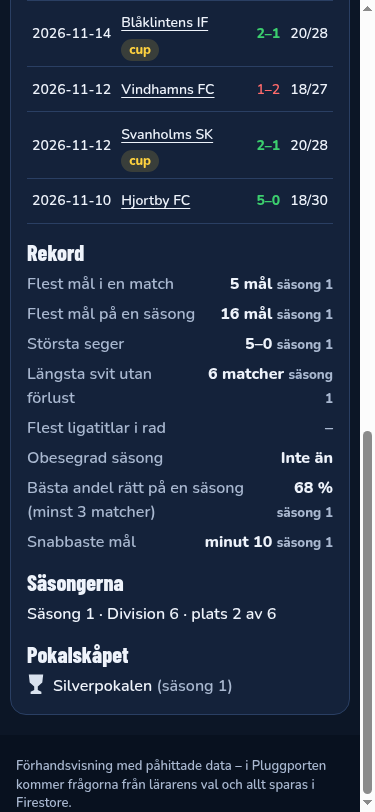 2026-11-14 Blåklintens IF 2–1 20/28
cup
2026-11-12 Vindhamns FC 1–2 18/27
2026-11-12 Svanholms SK 2–1 20/28
cup
2026-11-10 Hjortby FC 5–0 18/30
Rekord
Flest mål i en match 5 mål säsong 1
Flest mål på en säsong 16 mål säsong 1
Största seger 5–0 säsong 1
Längsta svit utan 6 matcher säsong
förlust 1
Flest ligatitlar i rad –
Obesegrad säsong Inte än
Bästa andel rätt på en säsong 68 %
(minst 3 matcher) säsong 1
Snabbaste mål minut 10 säsong 1
Säsongerna
Säsong 1 · Division 6 · plats 2 av 6
Pokalskåpet
Silverpokalen (säsong 1)
Förhandsvisning med påhittade data – i Pluggporten
kommer frågorna från lärarens val och allt sparas i
Firestore.